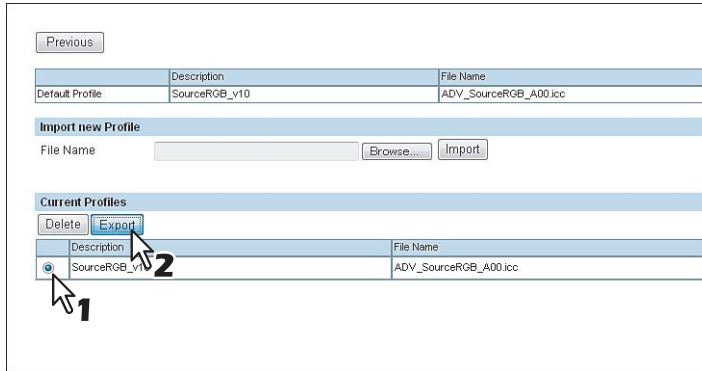 Previous
Description File Name
Default Profile SourceRGB_v10 ADV_SourceRGB_A00.icc
Import new Profile
File Name Browse... Import
Current Profiles
Delete Export
Description File Name
SourceRGB_v1 ADV_SourceRGB_A00.icc
2
1